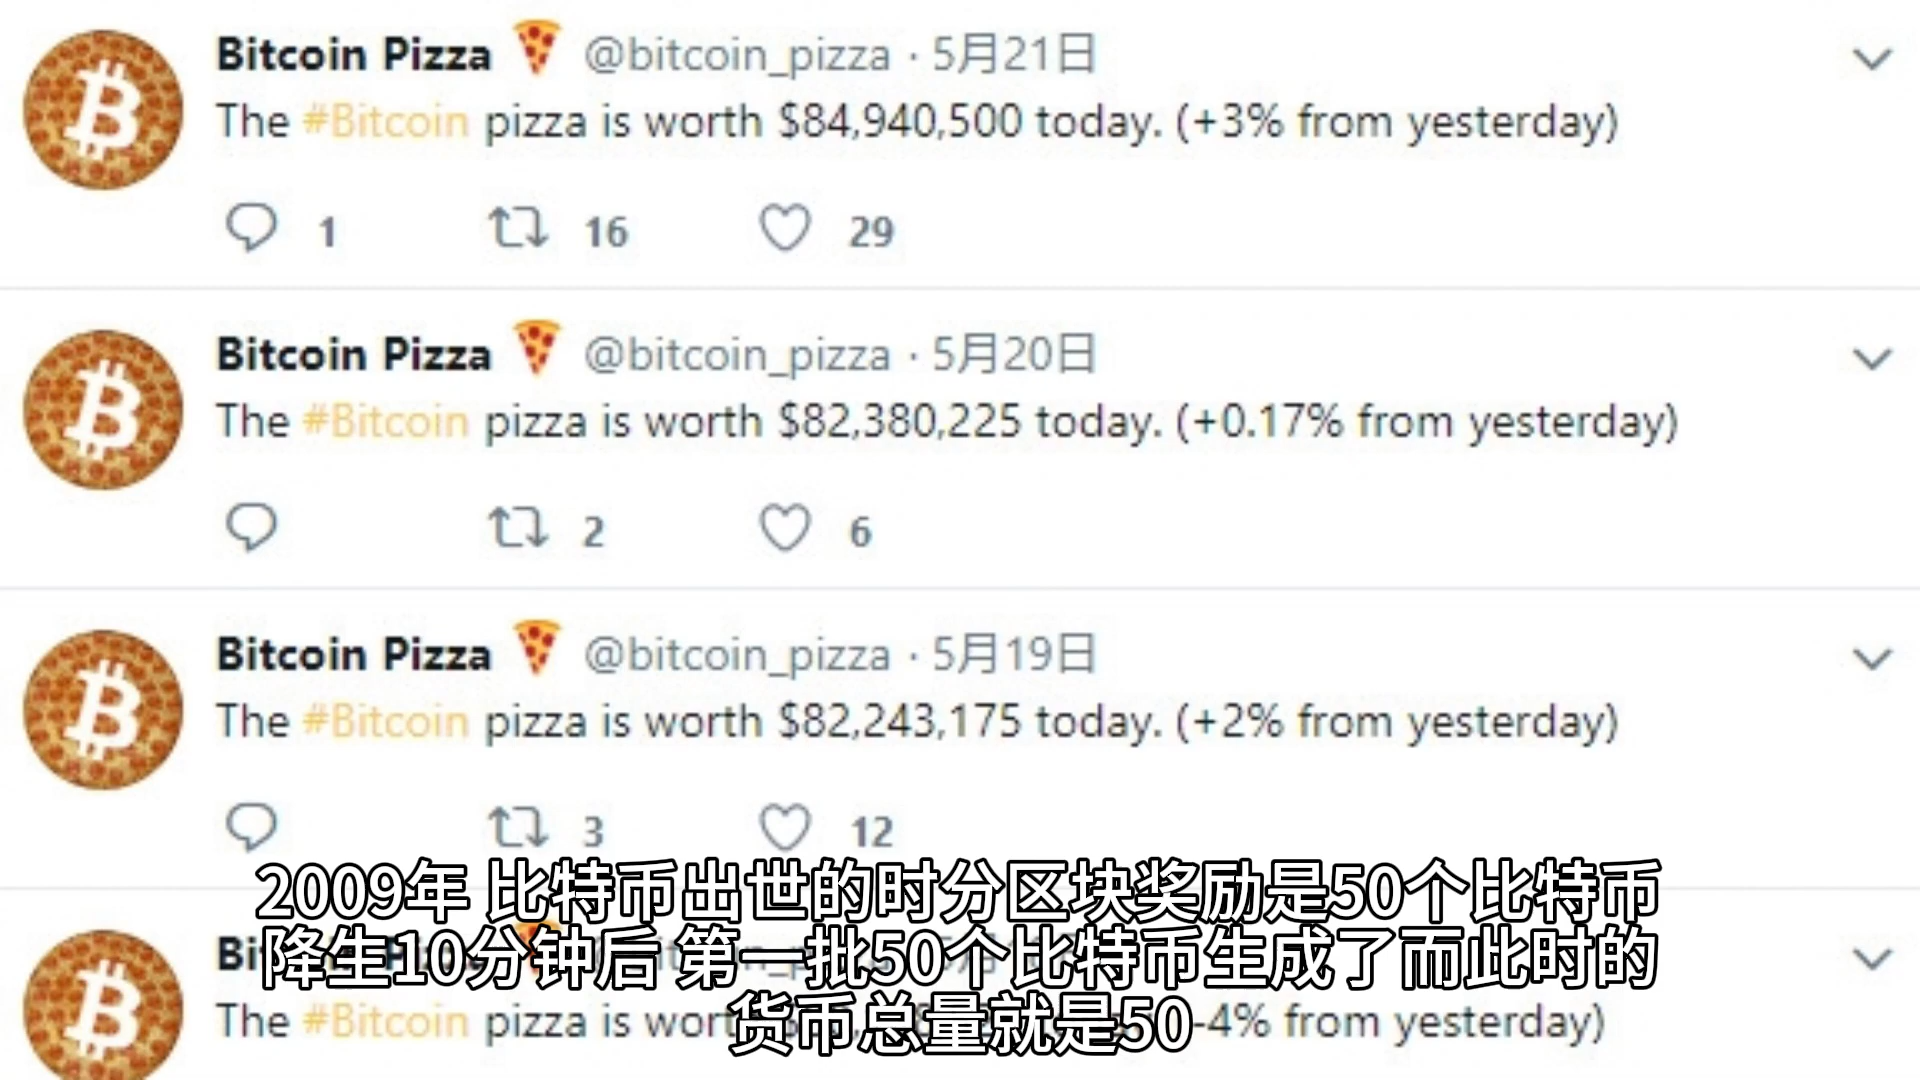 Bitcoin Pizza 🍕 @bitcoin_pizza · 5月21日
The #Bitcoin pizza is worth $84,940,500 today. (+3% from yesterday)
1 16 29
Bitcoin Pizza 🍕 @bitcoin_pizza · 5月20日
The #Bitcoin pizza is worth $82,380,225 today. (+0.17% from yesterday)
2 6
Bitcoin Pizza 🍕 @bitcoin_pizza · 5月19日
The #Bitcoin pizza is worth $82,243,175 today. (+2% from yesterday)
3 12
2009年 比特币出世的时分区块奖励是50个比特币
降生10分钟后 第一批50个比特币生成了而此时的
货币总量就是50
The #Bitcoin pizza is -4% from yesterday)